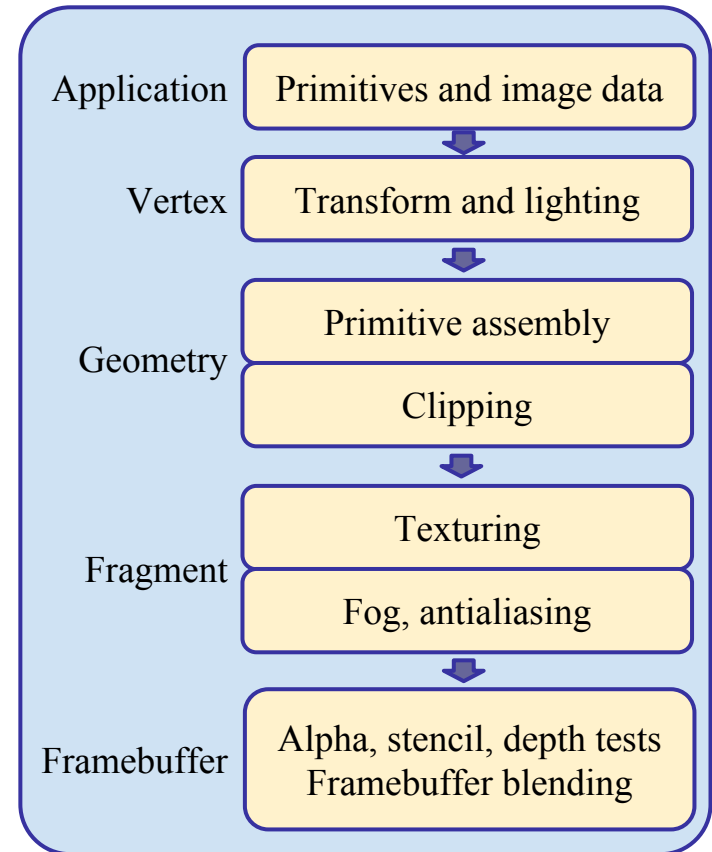 Application
Primitives and image data
Vertex
Transform and lighting
Geometry
Primitive assembly
Clipping
Fragment
Texturing
Fog, antialiasing
Framebuffer
Alpha, stencil, depth tests
Framebuffer blending